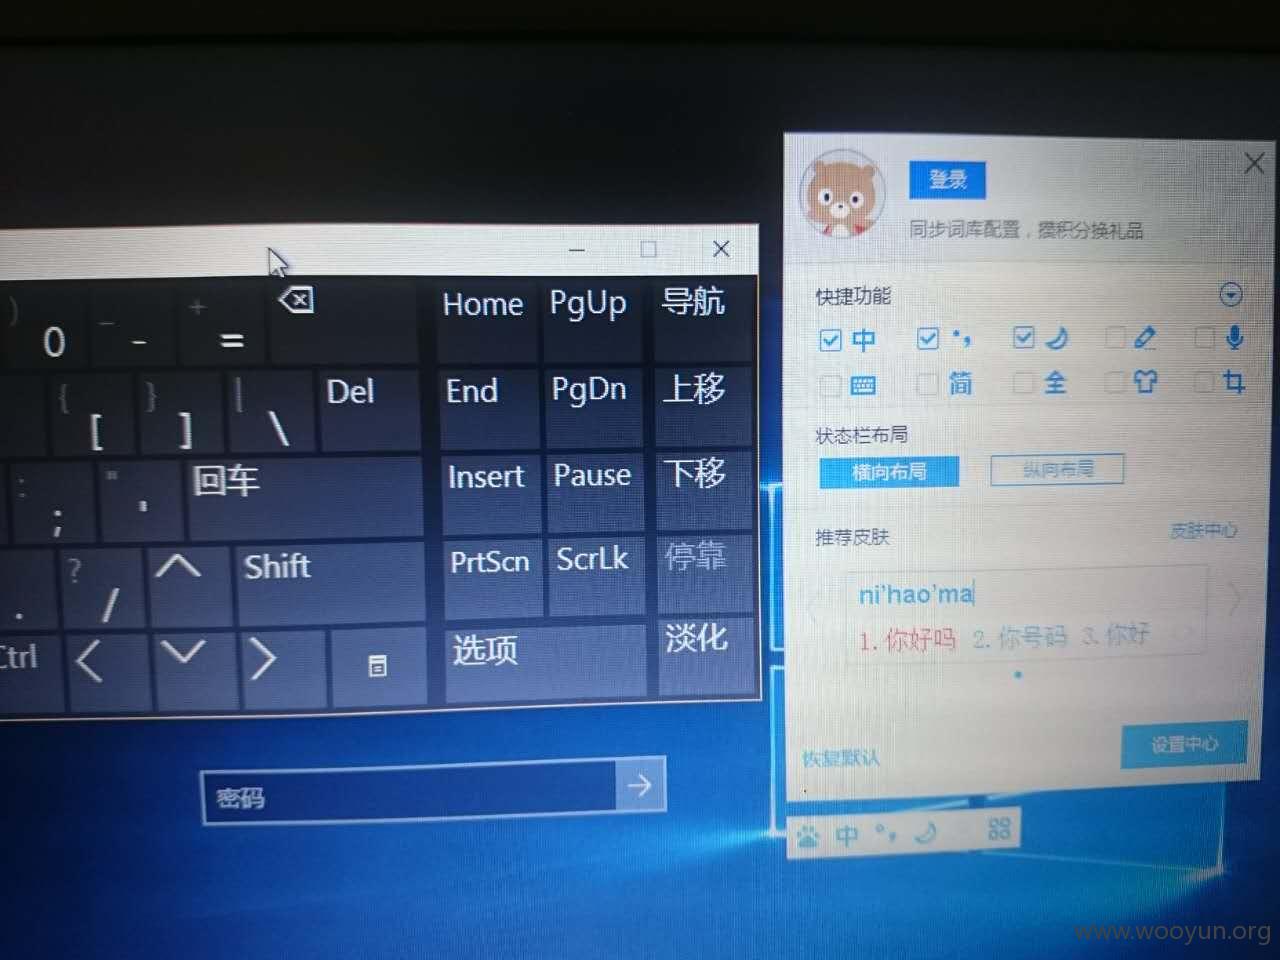 ) 0 _ - + =
Home PgUp 导航
{ [ } ] | \ Del
End PgDn 上移
: ; " ' 回车
Insert Pause 下移
. ? / Shift
PrtScn ScrLk 停靠
Ctrl
选项 淡化
密码
登录
同步词库配置，攒积分换礼品
快捷功能
中 °,
简 全
状态栏布局
横向布局 纵向布局
推荐皮肤 皮肤中心
ni'hao'ma
1.你好吗 2.你号码 3.你好
恢复默认 设置中心
中 °,
www.wooyun.org